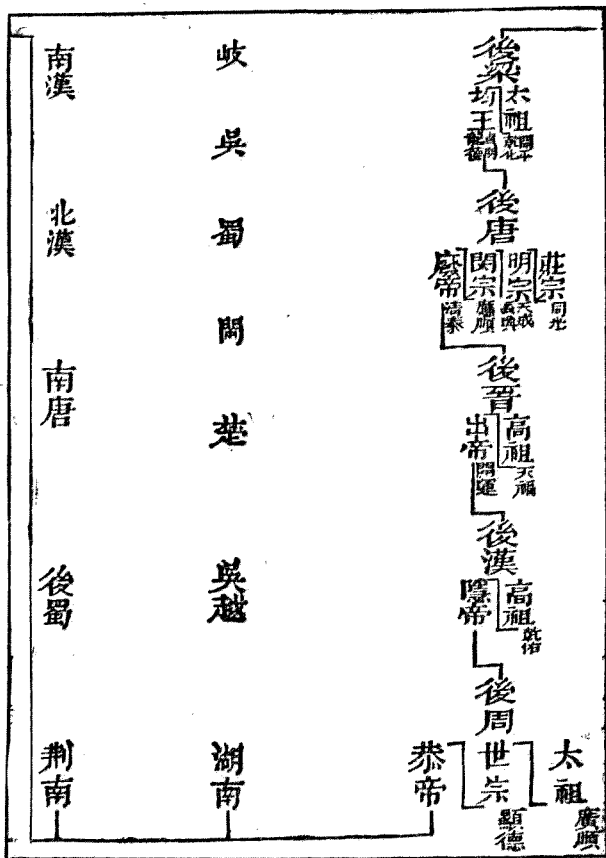 後梁
太祖 開平 乾化
均王 貞明 龍德
後唐
莊宗 同光
明宗 天成 長興
閔宗 應順
廢帝 清泰
後晉
高祖 天福
出帝 開運
後漢
高祖 乾佑
隱帝
後周
太祖 廣順
世宗 顯德
恭帝
岐
吳
蜀
閩
楚
吳越
湖南
南漢
北漢
南唐
後蜀
荆南